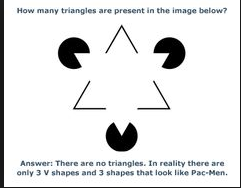 How many triangles are present in the image below?
Answer: There are no triangles. In reality there are
only 3 V shapes and 3 shapes that look like Pac-Men.